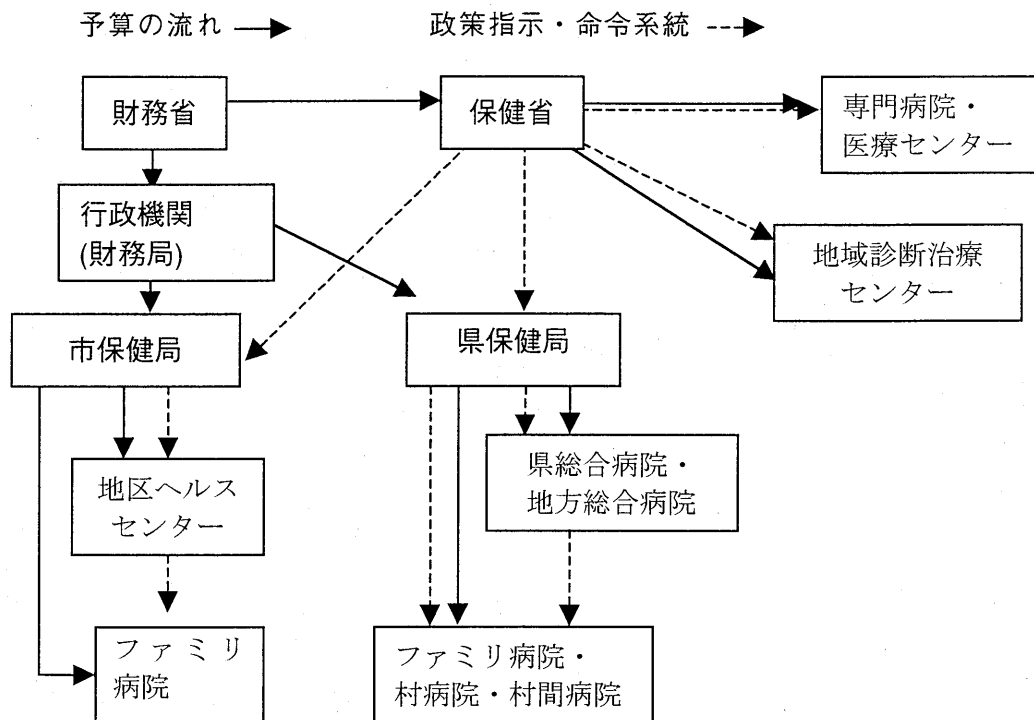 予算の流れ
政策指示・命令系統
財務省
保健省
専門病院・
医療センター
行政機関
(財務局)
地域診断治療
センター
市保健局
県保健局
県総合病院・
地方総合病院
地区ヘルス
センター
ファミリ
病院
ファミリ病院・
村病院・村間病院